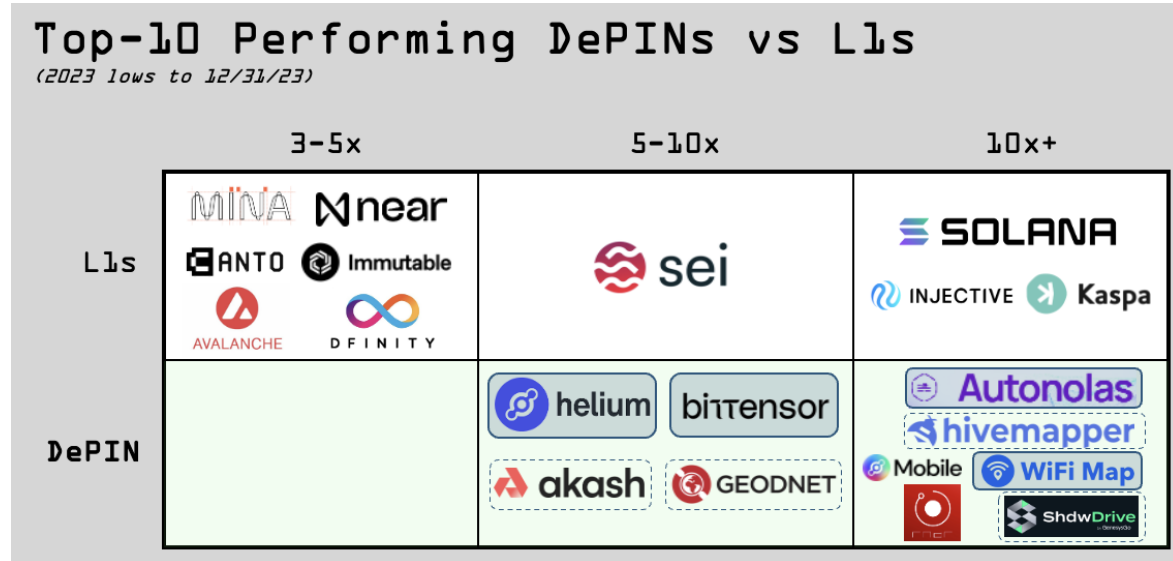 Top-10 Performing DePINs vs L1s
(2023 lows to 12/31/23)
3-5x 5-10x 10x+
L1s
MINA near
CANTO Immutable
AVALANCHE DFINITY
sei
SOLANA
INJECTIVE Kaspa
DePIN
helium bittensor
akash GEODNET
Autonolas
hivemapper
Mobile WiFi Map
ShdwDrive